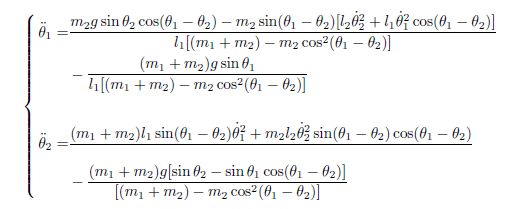 m₂g sin θ₂ cos(θ₁ − θ₂) − m₂ sin(θ₁ − θ₂)[l₂θ̇₂² + l₁θ̇₁² cos(θ₁ − θ₂)]
θ̈₁ =
l₁[(m₁ + m₂) − m₂ cos²(θ₁ − θ₂)]
(m₁ + m₂)g sin θ₁
−
l₁[(m₁ + m₂) − m₂ cos²(θ₁ − θ₂)]
(m₁ + m₂)l₁ sin(θ₁ − θ₂)θ̇₁² + m₂l₂θ̇₂² sin(θ₁ − θ₂) cos(θ₁ − θ₂)
θ̈₂ =
(m₁ + m₂)g[sin θ₂ − sin θ₁ cos(θ₁ − θ₂)]
−
[(m₁ + m₂) − m₂ cos²(θ₁ − θ₂)]